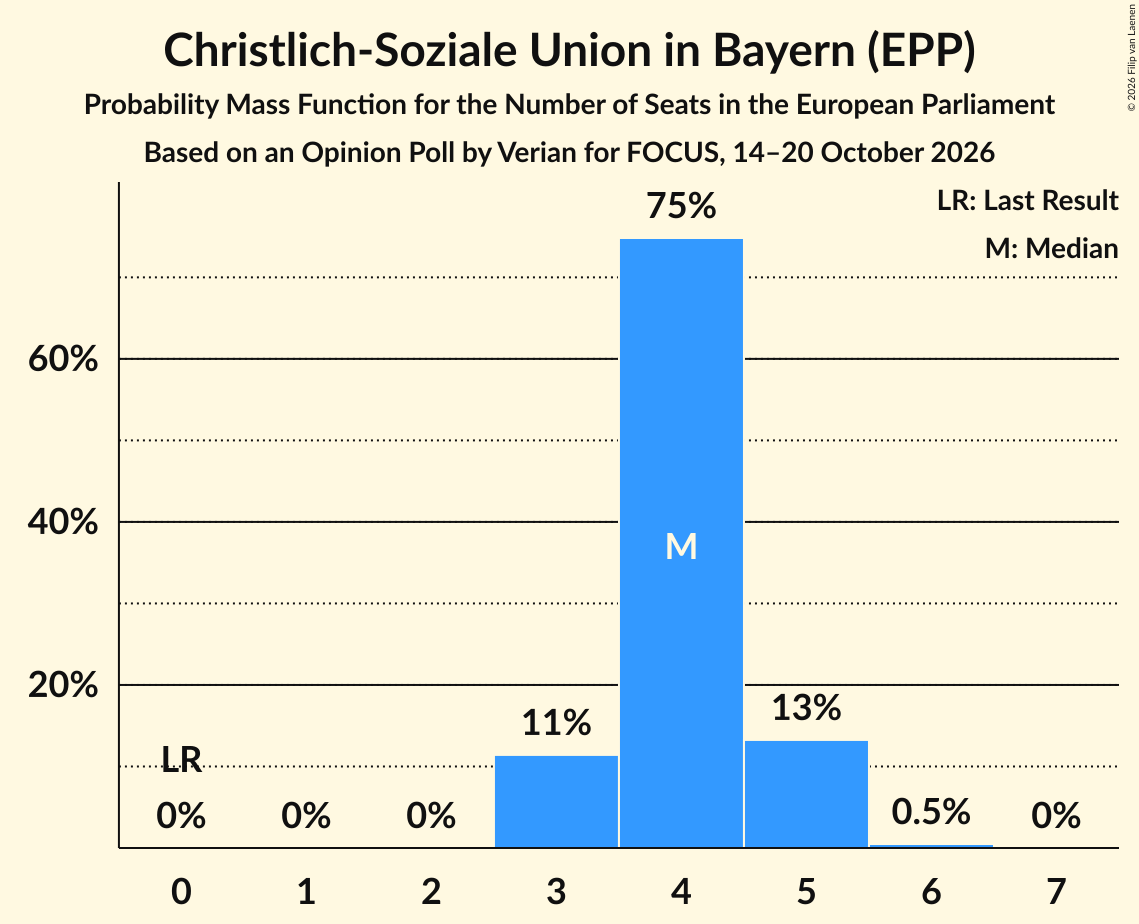 Christlich-Soziale Union in Bayern (EPP)
Probability Mass Function for the Number of Seats in the European Parliament
Based on an Opinion Poll by Verian for FOCUS, 14–20 October 2026
© 2026 Filip van Laenen
LR: Last Result
M: Median
75%
60%
40%
M
20%
13%
11%
LR
0% 0% 0% 0.5% 0%
0 1 2 3 4 5 6 7